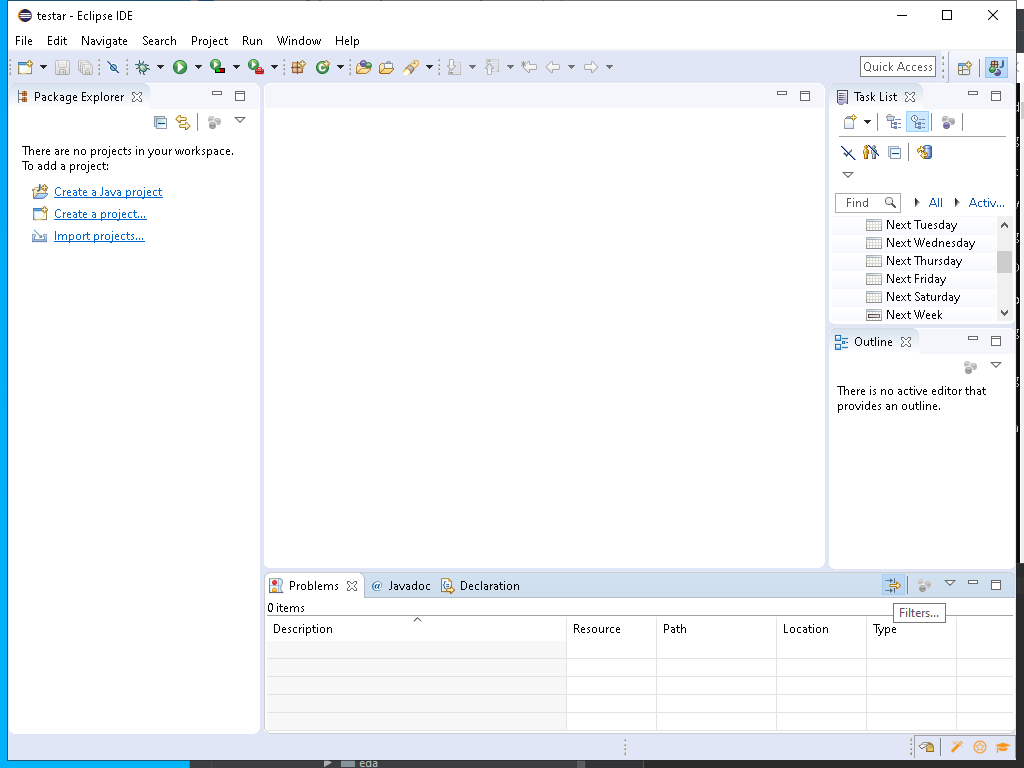 testar - Eclipse IDE
File Edit Navigate Search Project Run Window Help
Quick Access
Package Explorer
There are no projects in your workspace.
To add a project:
Create a Java project
Create a project...
Import projects...
Task List
Find All Activ...
Next Tuesday
Next Wednesday
Next Thursday
Next Friday
Next Saturday
Next Week
Outline
There is no active editor that
provides an outline.
Problems @ Javadoc Declaration
0 items
Filters...
Description Resource Path Location Type
eda